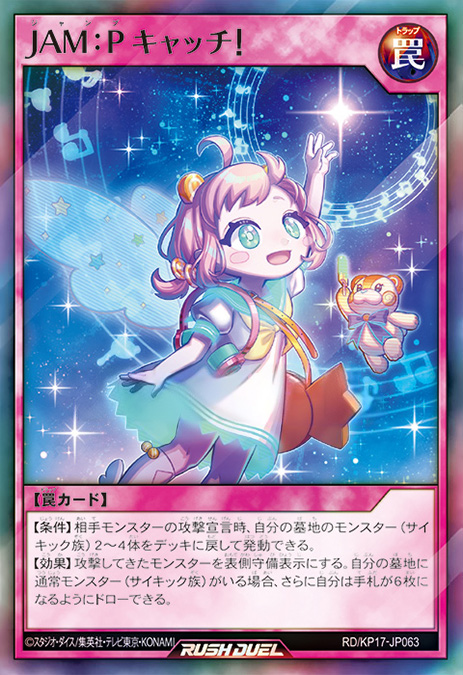 JAM：P キャッチ！
トラップ
罠
【罠カード】
【条件】相手モンスターの攻撃宣言時、自分の墓地のモンスター（サイ
キック族）2～4体をデッキに戻して発動できる。
【効果】攻撃してきたモンスターを表側守備表示にする。自分の墓地に
通常モンスター（サイキック族）がいる場合、さらに自分は手札が6枚に
なるようにドローできる。
©スタジオ・ダイス/集英社・テレビ東京・KONAMI
RUSH DUEL
RD/KP17-JP063